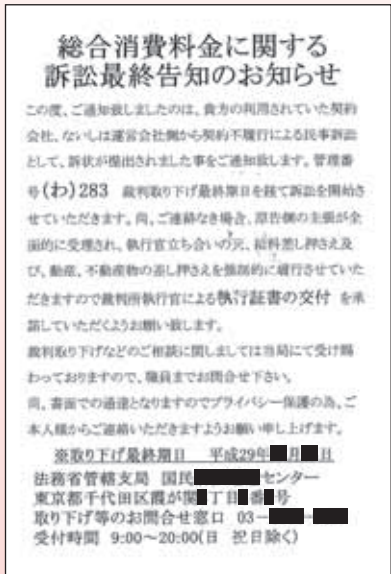 総合消費料金に関する
訴訟最終告知のお知らせ
この度、ご通知致しましたのは、貴方の利用されていた契約
会社、ないしは運営会社側から契約不履行による民事訴訟
として、訴状が提出されました事をご通知致します。管理番
号(わ)283 裁判取り下げ最終期日を経て訴訟を開始さ
せていただきます。尚、ご連絡なき場合、原告側の主張が全
面的に受理され、執行官立ち合いの元、給料差し押さえ及
び、動産、不動産物の差し押さえを強制的に履行させていた
だきますので裁判所執行官による執行証書の交付 を承
諾していただくようお願い致します。
裁判取り下げなどのご相談に関しましては当局にて受け賜
わっておりますので、職員までお問合せ下さい。
尚、書面での通達となりますのでプライバシー保護の為、ご
本人様からご連絡いただきますようお願い申し上げます。
※取り下げ最終期日 平成29年 月 日
法務省管轄支局 国民 センター
東京都千代田区霞が関 丁目 番 号
取り下げ等のお問合せ窓口 03- -
受付時間 9:00~20:00(日 祝日除く)